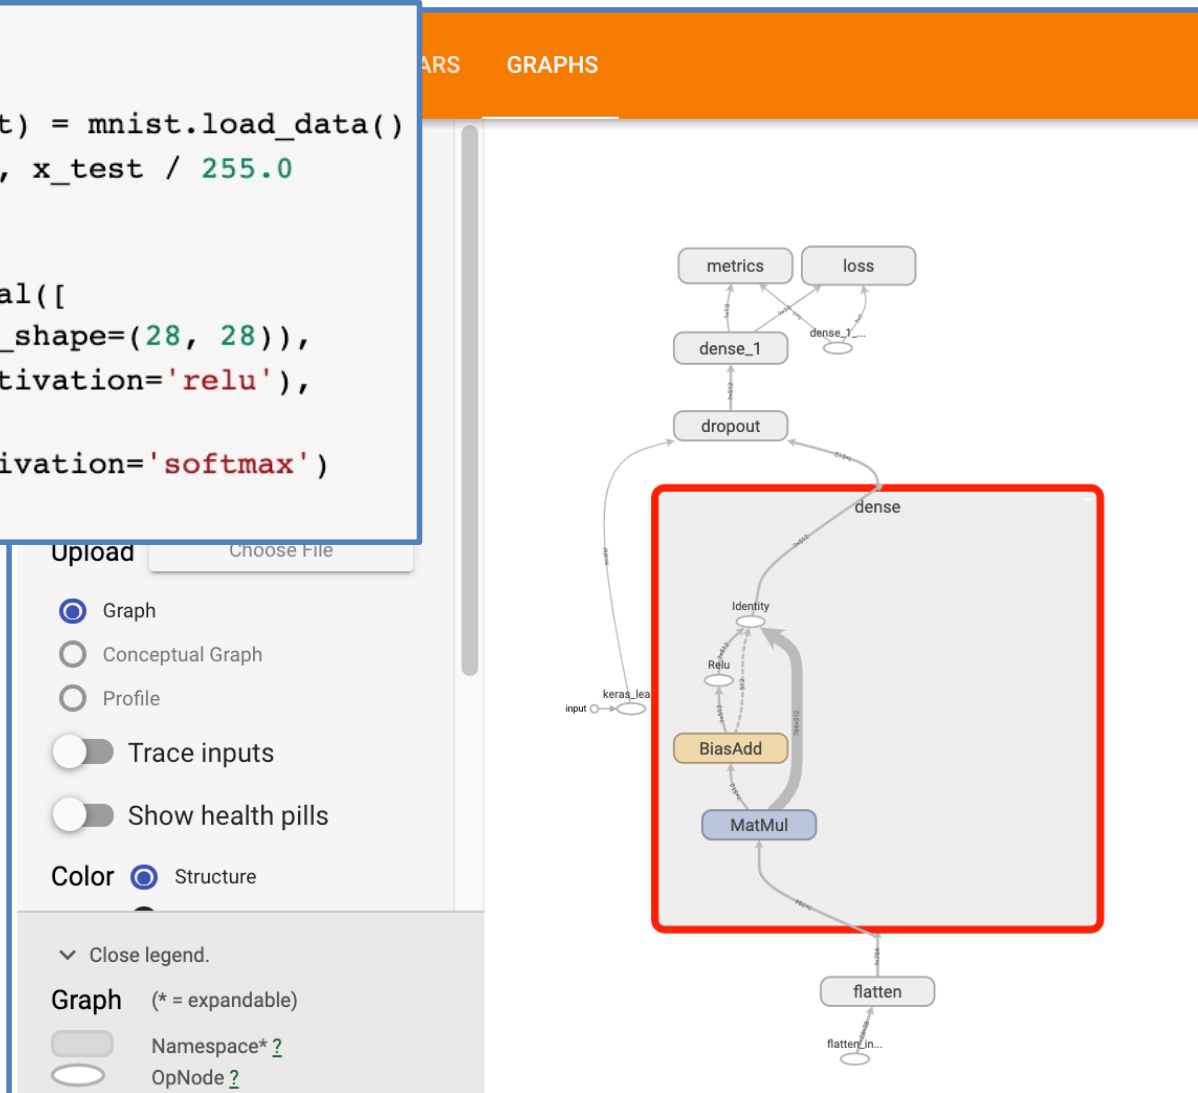 t) = mnist.load_data()
, x_test / 255.0
al([
_shape=(28, 28)),
tivation='relu'),
ivation='softmax')
ARS
GRAPHS
Upload
Choose File
Graph
Conceptual Graph
Profile
Trace inputs
Show health pills
Color
Structure
Close legend.
Graph (* = expandable)
Namespace* ?
OpNode ?
metrics
loss
dense_1_...
dense_1
dropout
dense
Identity
Relu
keras_lea
input
BiasAdd
MatMul
flatten
flatten_in...